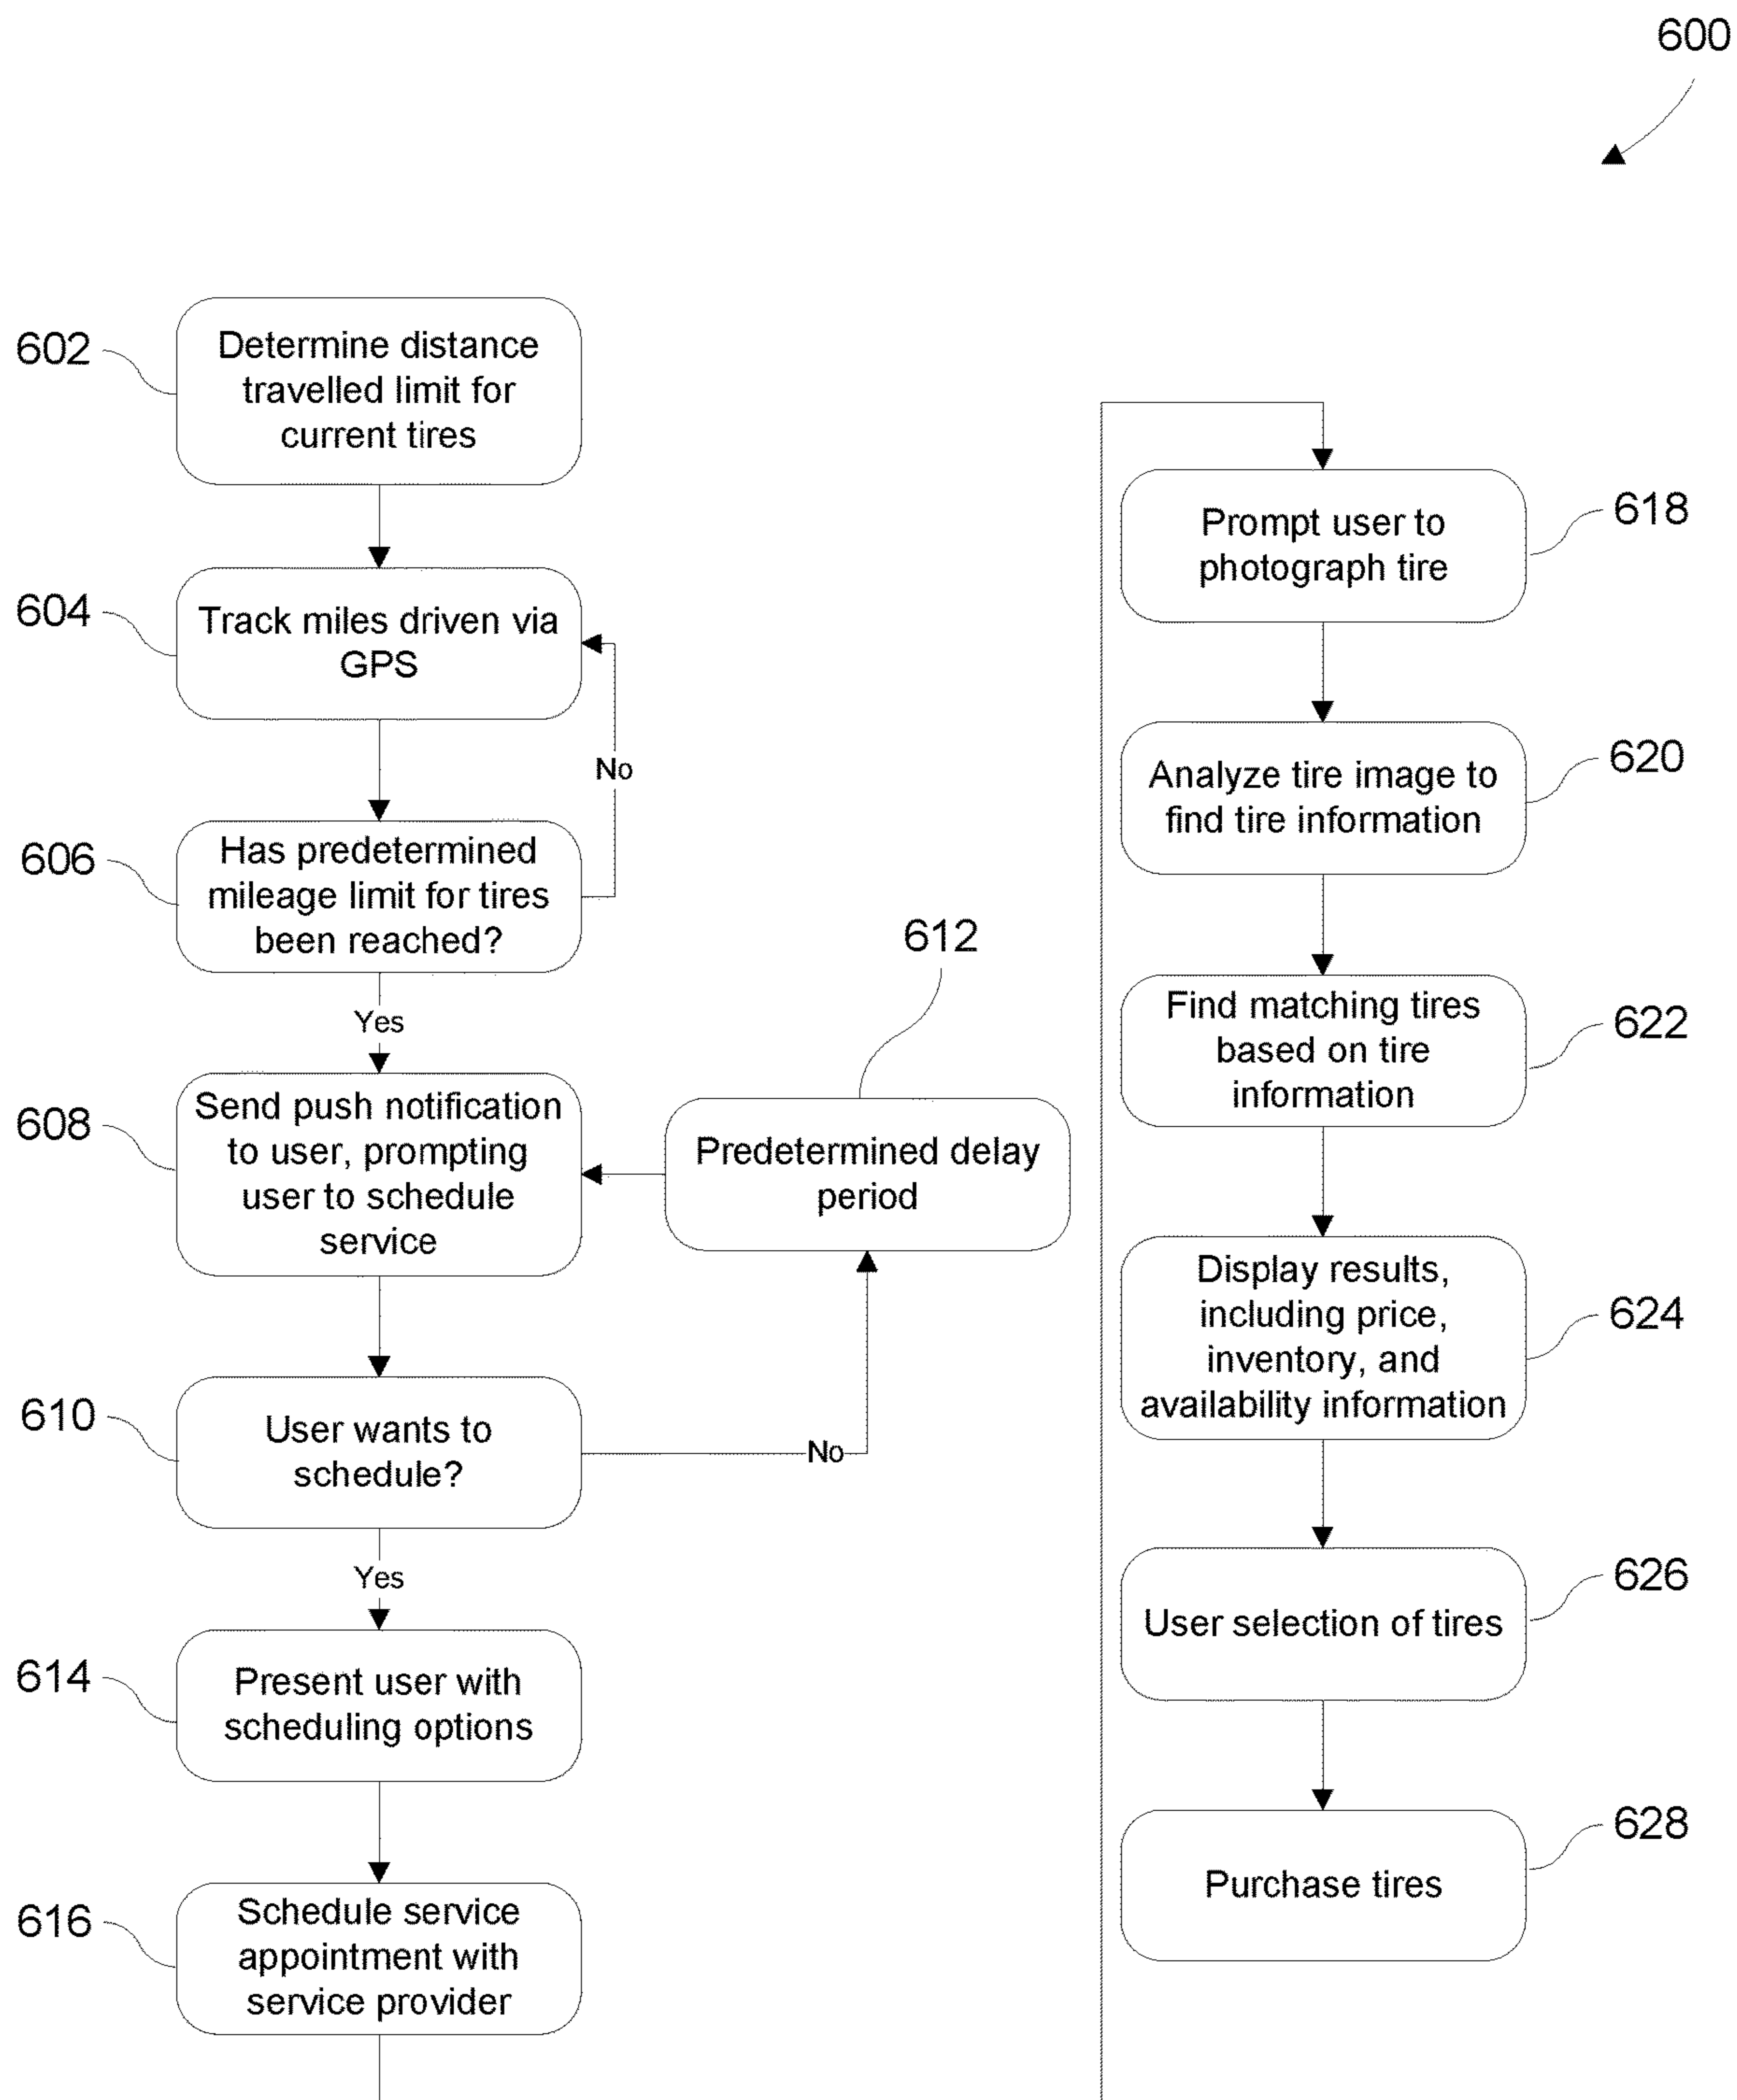 600
602
Determine distance
travelled limit for
current tires
604
Track miles driven via
GPS
No
606
Has predetermined
mileage limit for tires
been reached?
Yes
608
Send push notification
to user, prompting
user to schedule
service
612
Predetermined delay
period
610
User wants to
schedule?
No
Yes
614
Present user with
scheduling options
616
Schedule service
appointment with
service provider
618
Prompt user to
photograph tire
620
Analyze tire image to
find tire information
622
Find matching tires
based on tire
information
624
Display results,
including price,
inventory, and
availability information
626
User selection of tires
628
Purchase tires